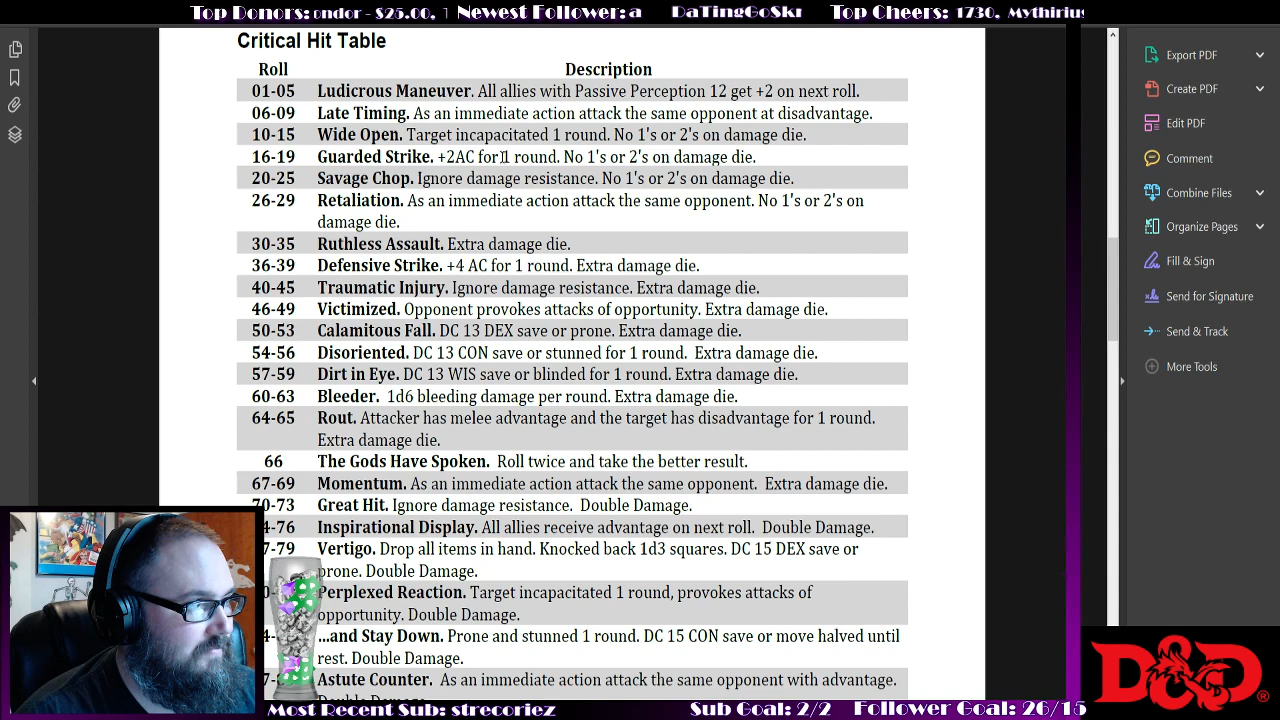 Top Donors: ondor - $25.00, 1 Newest Follower: a DaTingGoSkr Top Cheers: 1730, Mythirius
Critical Hit Table
Roll Description
01-05 Ludicrous Maneuver. All allies with Passive Perception 12 get +2 on next roll.
06-09 Late Timing. As an immediate action attack the same opponent at disadvantage.
10-15 Wide Open. Target incapacitated 1 round. No 1's or 2's on damage die.
16-19 Guarded Strike. +2AC for 1 round. No 1's or 2's on damage die.
20-25 Savage Chop. Ignore damage resistance. No 1's or 2's on damage die.
26-29 Retaliation. As an immediate action attack the same opponent. No 1's or 2's on
damage die.
30-35 Ruthless Assault. Extra damage die.
36-39 Defensive Strike. +4 AC for 1 round. Extra damage die.
40-45 Traumatic Injury. Ignore damage resistance. Extra damage die.
46-49 Victimized. Opponent provokes attacks of opportunity. Extra damage die.
50-53 Calamitous Fall. DC 13 DEX save or prone. Extra damage die.
54-56 Disoriented. DC 13 CON save or stunned for 1 round. Extra damage die.
57-59 Dirt in Eye. DC 13 WIS save or blinded for 1 round. Extra damage die.
60-63 Bleeder. 1d6 bleeding damage per round. Extra damage die.
64-65 Rout. Attacker has melee advantage and the target has disadvantage for 1 round.
Extra damage die.
66 The Gods Have Spoken. Roll twice and take the better result.
67-69 Momentum. As an immediate action attack the same opponent. Extra damage die.
70-73 Great Hit. Ignore damage resistance. Double Damage.
4-76 Inspirational Display. All allies receive advantage on next roll. Double Damage.
7-79 Vertigo. Drop all items in hand. Knocked back 1d3 squares. DC 15 DEX save or
prone. Double Damage.
Perplexed Reaction. Target incapacitated 1 round, provokes attacks of
opportunity. Double Damage.
...and Stay Down. Prone and stunned 1 round. DC 15 CON save or move halved until
rest. Double Damage.
Astute Counter. As an immediate action attack the same opponent with advantage.
Double Damage.
Export PDF
Create PDF
Edit PDF
Comment
Combine Files
Organize Pages
Fill & Sign
Send for Signature
Send & Track
More Tools
D&D
Most Recent Sub: strecoriez Sub Goal: 2/2 Follower Goal: 26/15